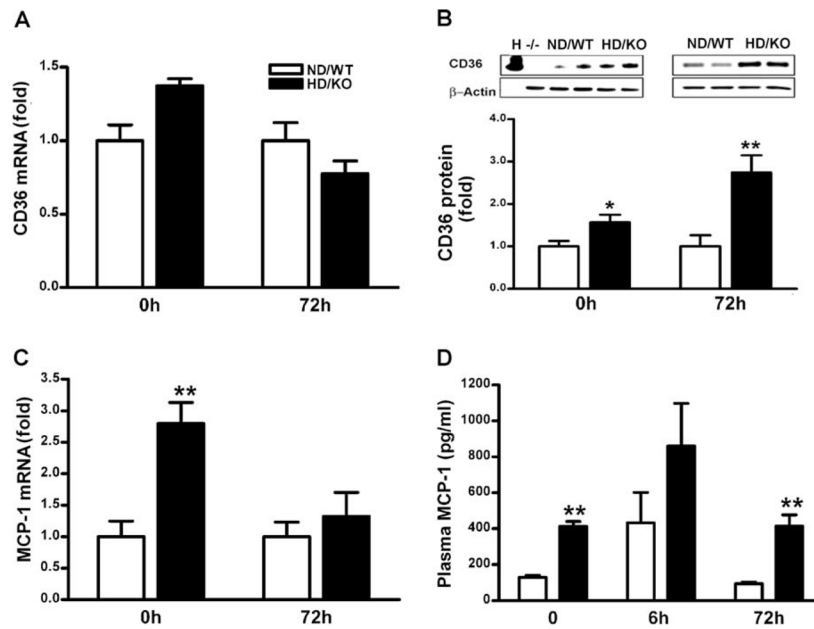 A
CD36 mRNA (fold)
1.5
1.0
0.5
0.0
ND/WT
HD/KO
0h
72h
B
H -/- ND/WT HD/KO
ND/WT HD/KO
CD36
β-Actin
CD36 protein
(fold)
4.0
3.0
2.0
1.0
0.0
*
**
0h
72h
C
MCP-1 mRNA (fold)
3.5
3.0
2.5
2.0
1.5
1.0
0.5
0.0
**
0h
72h
D
Plasma MCP-1 (pg/ml)
1200
1000
800
600
400
200
0
**
**
0
6h
72h